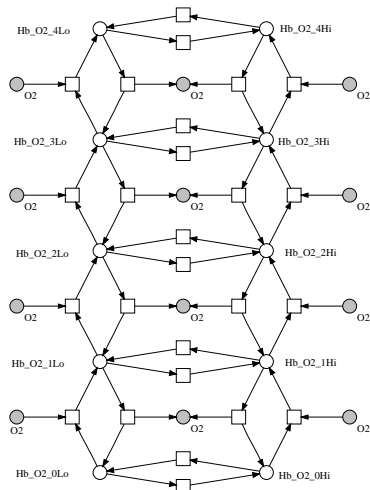 Hb_O2_4Lo Hb_O2_4Hi
O2 O2 O2
Hb_O2_3Lo Hb_O2_3Hi
O2 O2 O2
Hb_O2_2Lo Hb_O2_2Hi
O2 O2 O2
Hb_O2_1Lo Hb_O2_1Hi
O2 O2 O2
Hb_O2_0Lo Hb_O2_0Hi